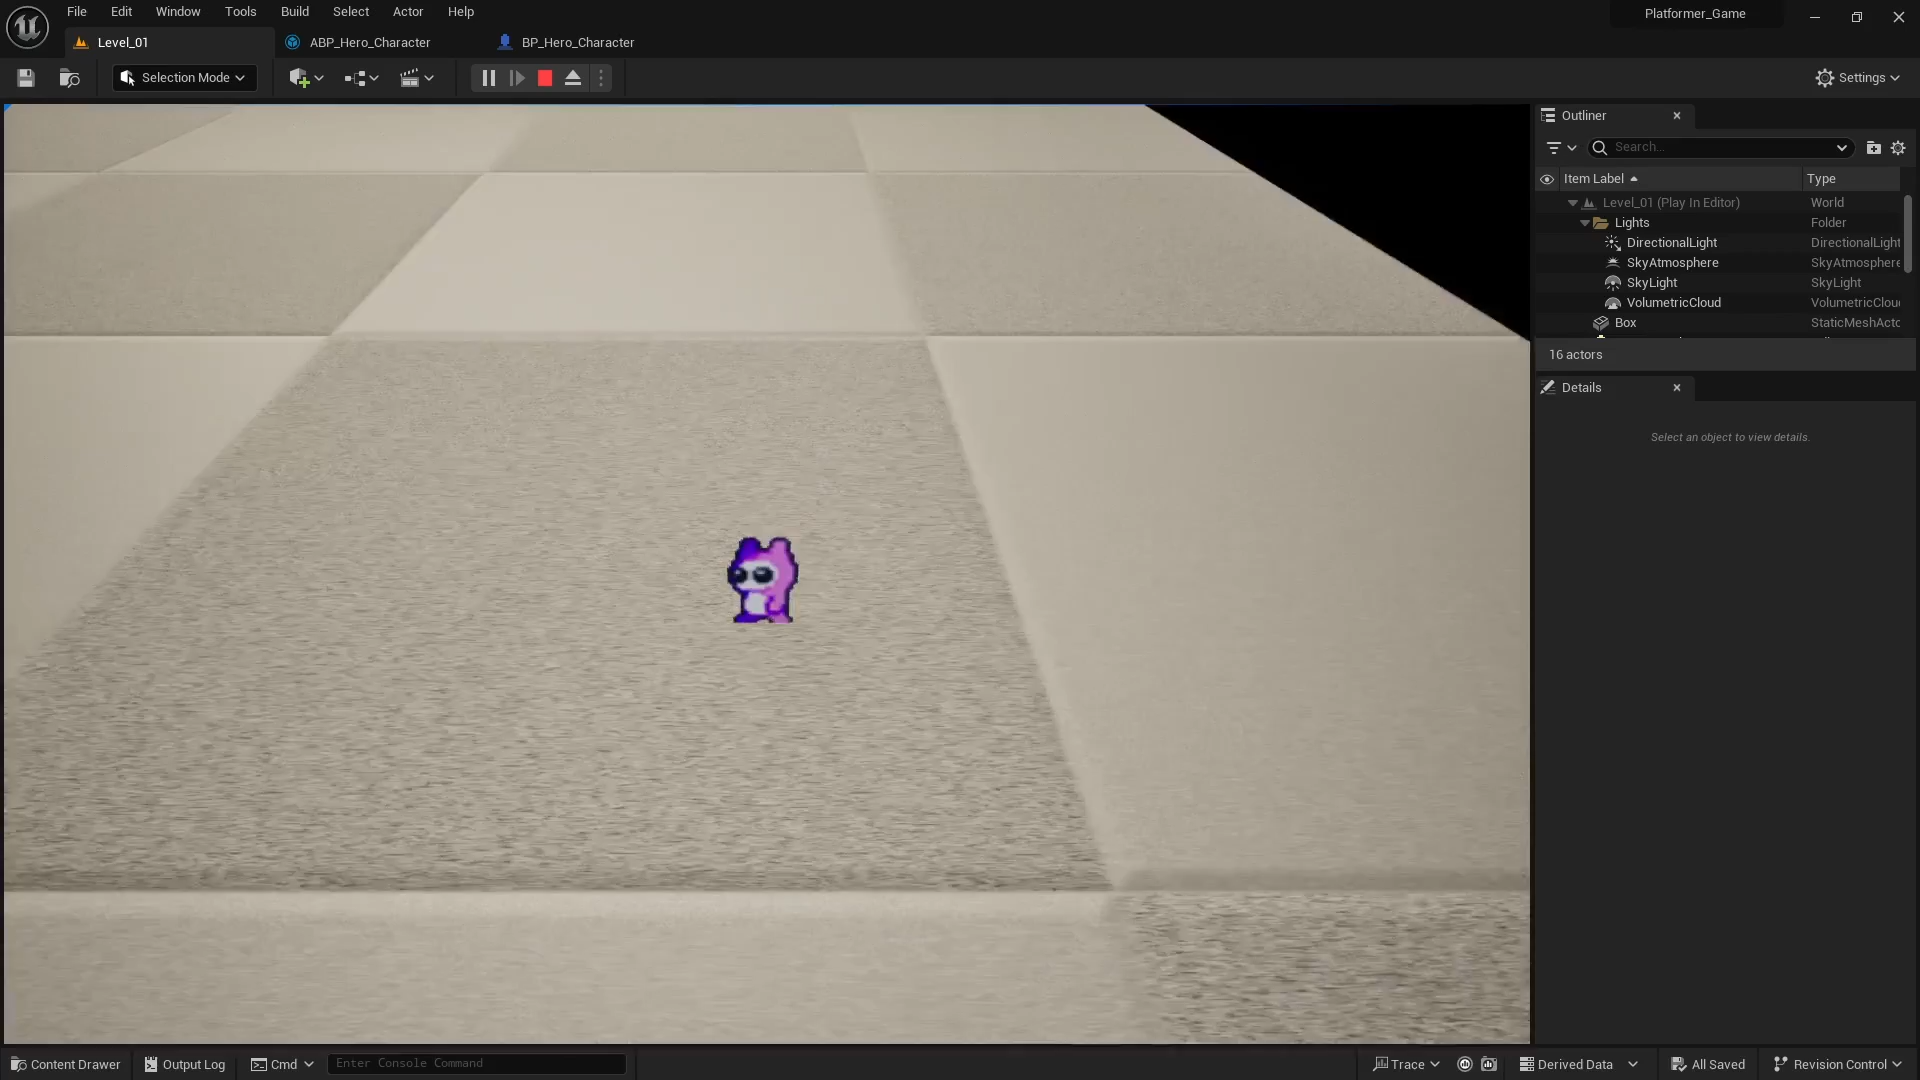 File Edit Window Tools Build Select Actor Help
Platformer_Game
Level_01
ABP_Hero_Character
BP_Hero_Character
Selection Mode
Settings
Outliner
Search...
Item Label Type
Level_01 (Play In Editor) World
Lights Folder
DirectionalLight DirectionalLight
SkyAtmosphere SkyAtmosphere
SkyLight SkyLight
VolumetricCloud VolumetricClou
Box StaticMeshActo
16 actors
Details
Select an object to view details.
Content Drawer Output Log Cmd Enter Console Command Trace Derived Data All Saved Revision Control